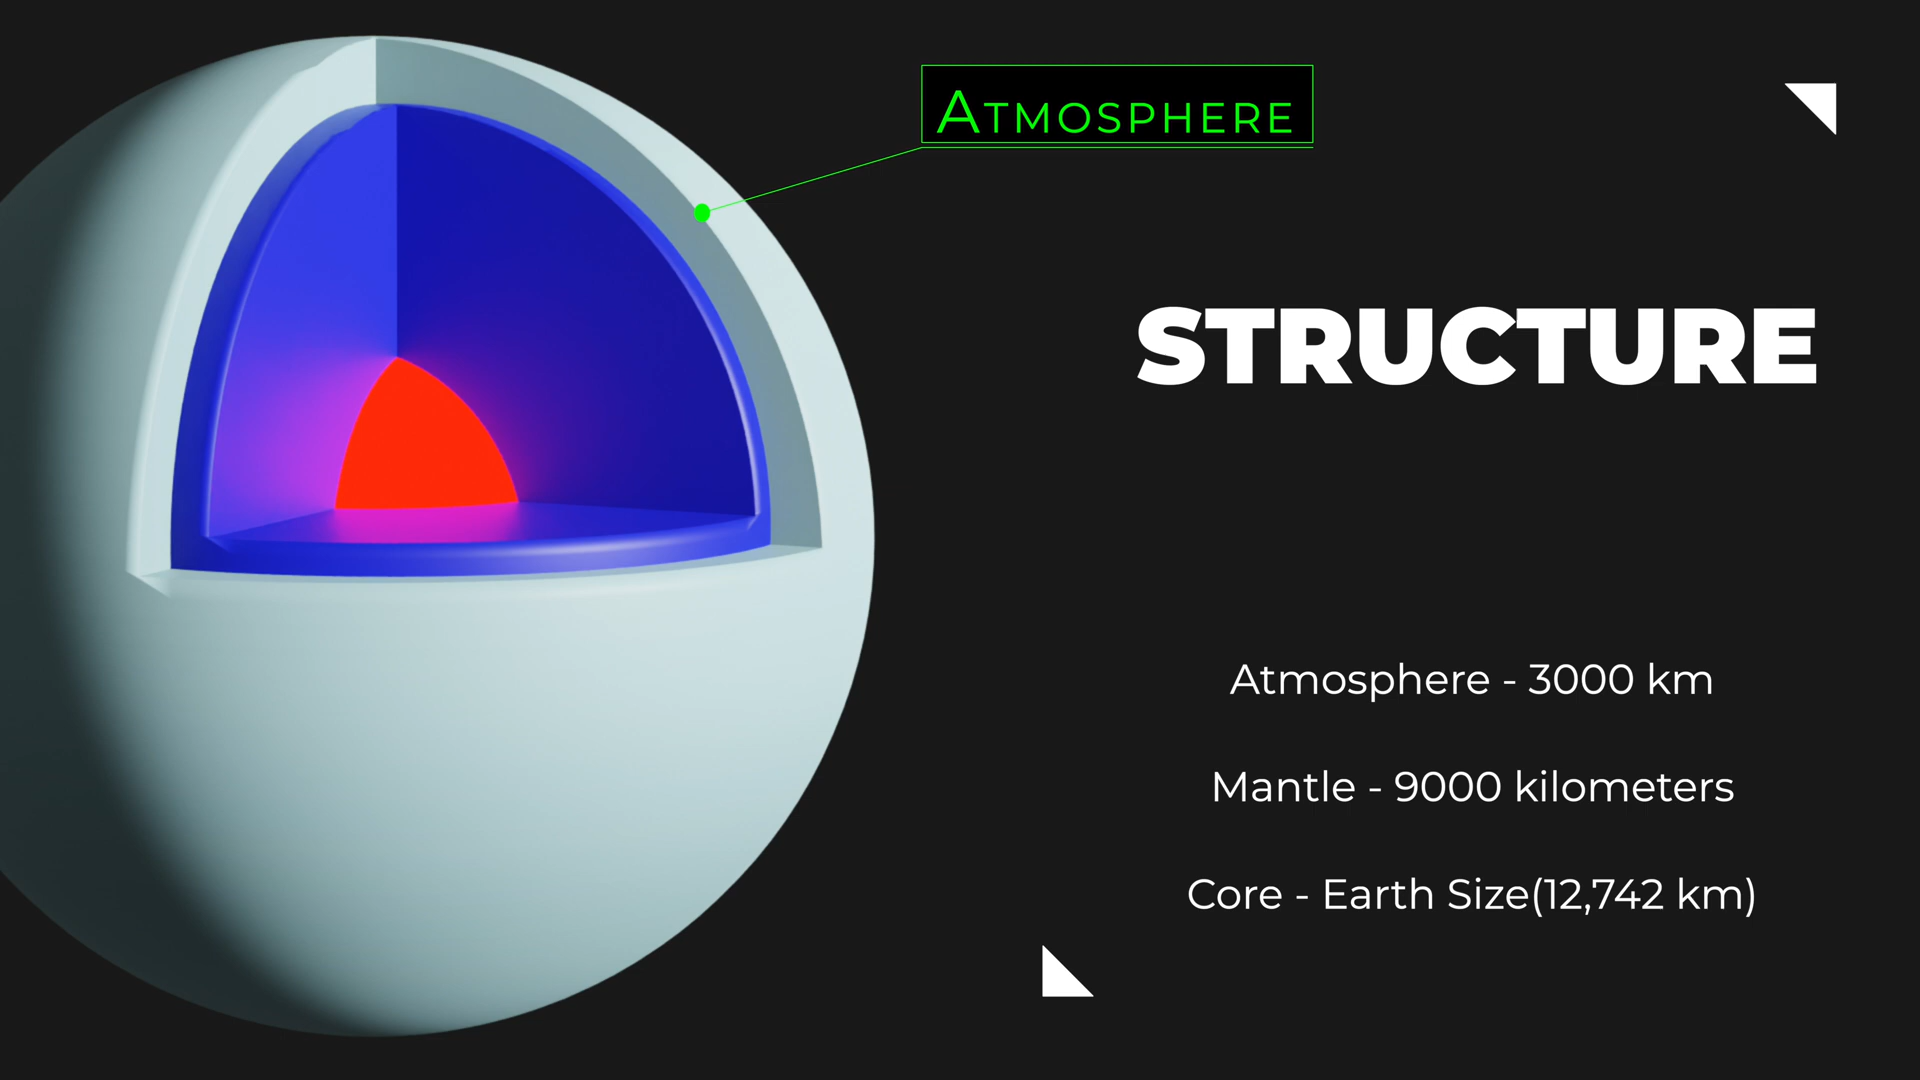 Atmosphere
STRUCTURE
Atmosphere - 3000 km
Mantle - 9000 kilometers
Core - Earth Size(12,742 km)